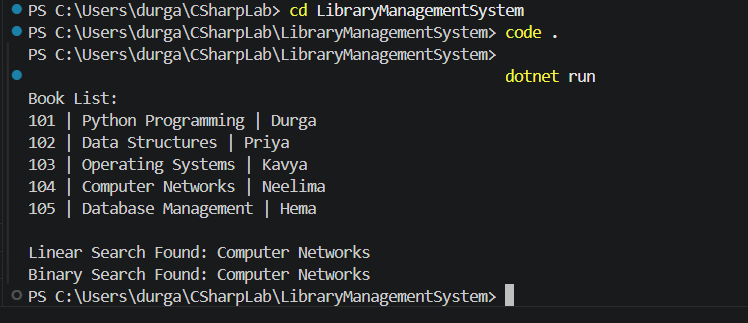 PS C:\Users\durga\CSharpLab> cd LibraryManagementSystem
PS C:\Users\durga\CSharpLab\LibraryManagementSystem> code .
PS C:\Users\durga\CSharpLab\LibraryManagementSystem>
dotnet run
Book List:
101 | Python Programming | Durga
102 | Data Structures | Priya
103 | Operating Systems | Kavya
104 | Computer Networks | Neelima
105 | Database Management | Hema
Linear Search Found: Computer Networks
Binary Search Found: Computer Networks
PS C:\Users\durga\CSharpLab\LibraryManagementSystem>